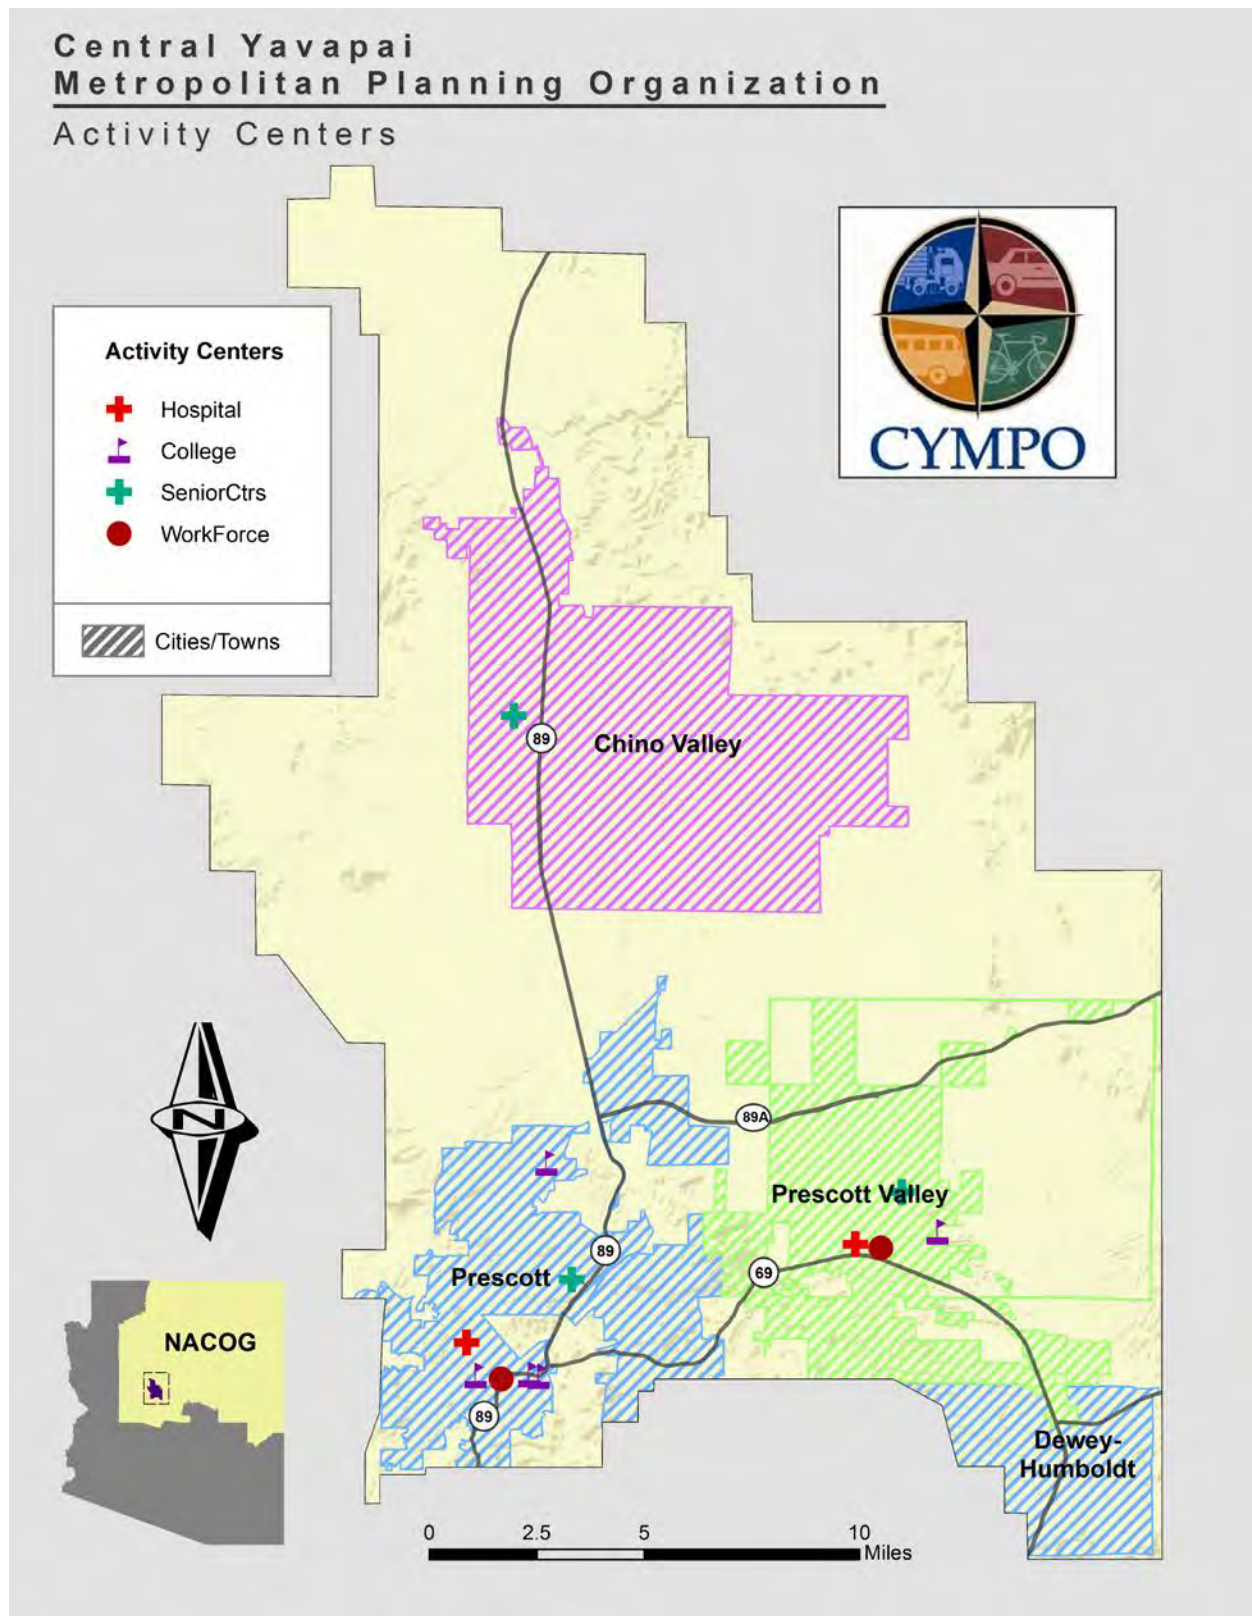 Central Yavapai
Metropolitan Planning Organization
Activity Centers
CYMPO
Activity Centers
Hospital
College
SeniorCtrs
WorkForce
Cities/Towns
89
Chino Valley
89A
Prescott Valley
89
69
Prescott
89
Dewey-
Humboldt
N
NACOG
0 2.5 5 10
Miles